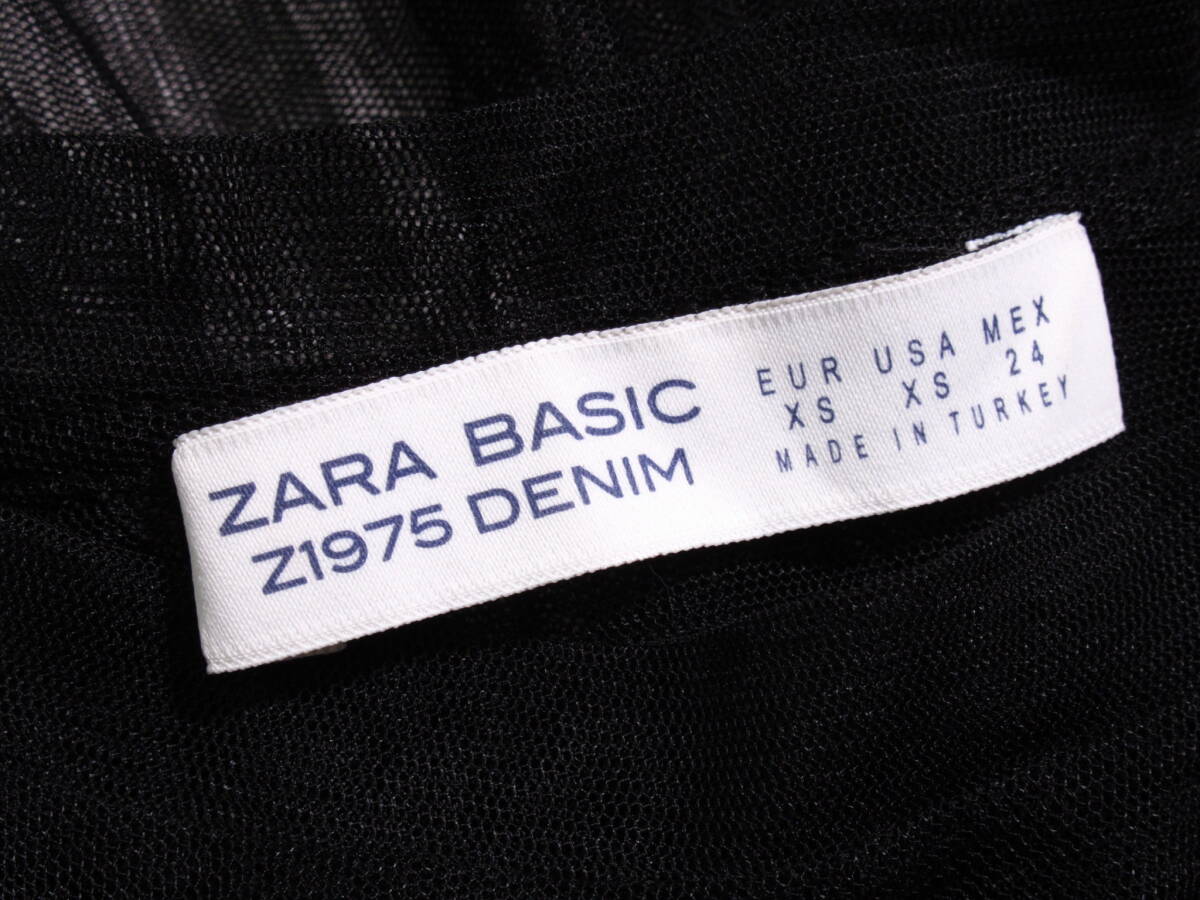 ZARA BASIC
Z1975 DENIM
EUR USA MEX
XS XS 24
MADE IN TURKEY